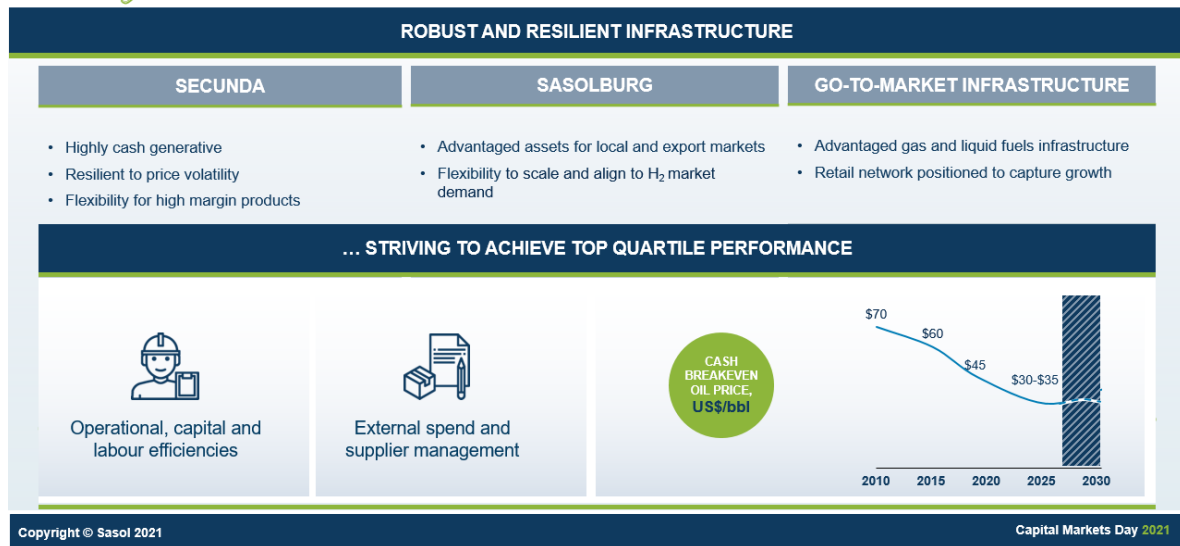 ROBUST AND RESILIENT INFRASTRUCTURE
SECUNDA
• Highly cash generative
• Resilient to price volatility
• Flexibility for high margin products
SASOLBURG
• Advantaged assets for local and export markets
• Flexibility to scale and align to H₂ market
demand
GO-TO-MARKET INFRASTRUCTURE
• Advantaged gas and liquid fuels infrastructure
• Retail network positioned to capture growth
... STRIVING TO ACHIEVE TOP QUARTILE PERFORMANCE
Operational, capital and
labour efficiencies
External spend and
supplier management
CASH
BREAKEVEN
OIL PRICE,
US$/bbl
$70
$60
$45
$30-$35
2010 2015 2020 2025 2030
Copyright © Sasol 2021
Capital Markets Day 2021